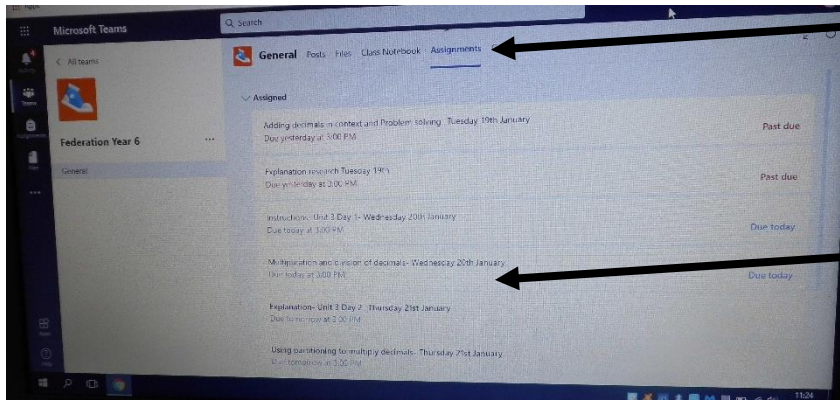 Microsoft Teams
Search
All teams
General Posts Files Class Notebook Assignments
Assigned
Federation Year 6
General
Adding decimals in context and Problem solving Tuesday 19th January
Due yesterday at 3:00 PM
Past due
Explanation research Tuesday 19th
Due yesterday at 3:00 PM
Past due
Instructions- Unit 3 Day 1- Wednesday 20th January
Due today at 3:00 PM
Due today
Multiplication and division of decimals- Wednesday 20th January
Due today at 3:00 PM
Due today
Explanation- Unit 3 Day 2 Thursday 21st January
Due tomorrow at 3:00 PM
Using partitioning to multiply decimals- Thursday 21st January
Due tomorrow at 3:00 PM
Teams
Help
11:24